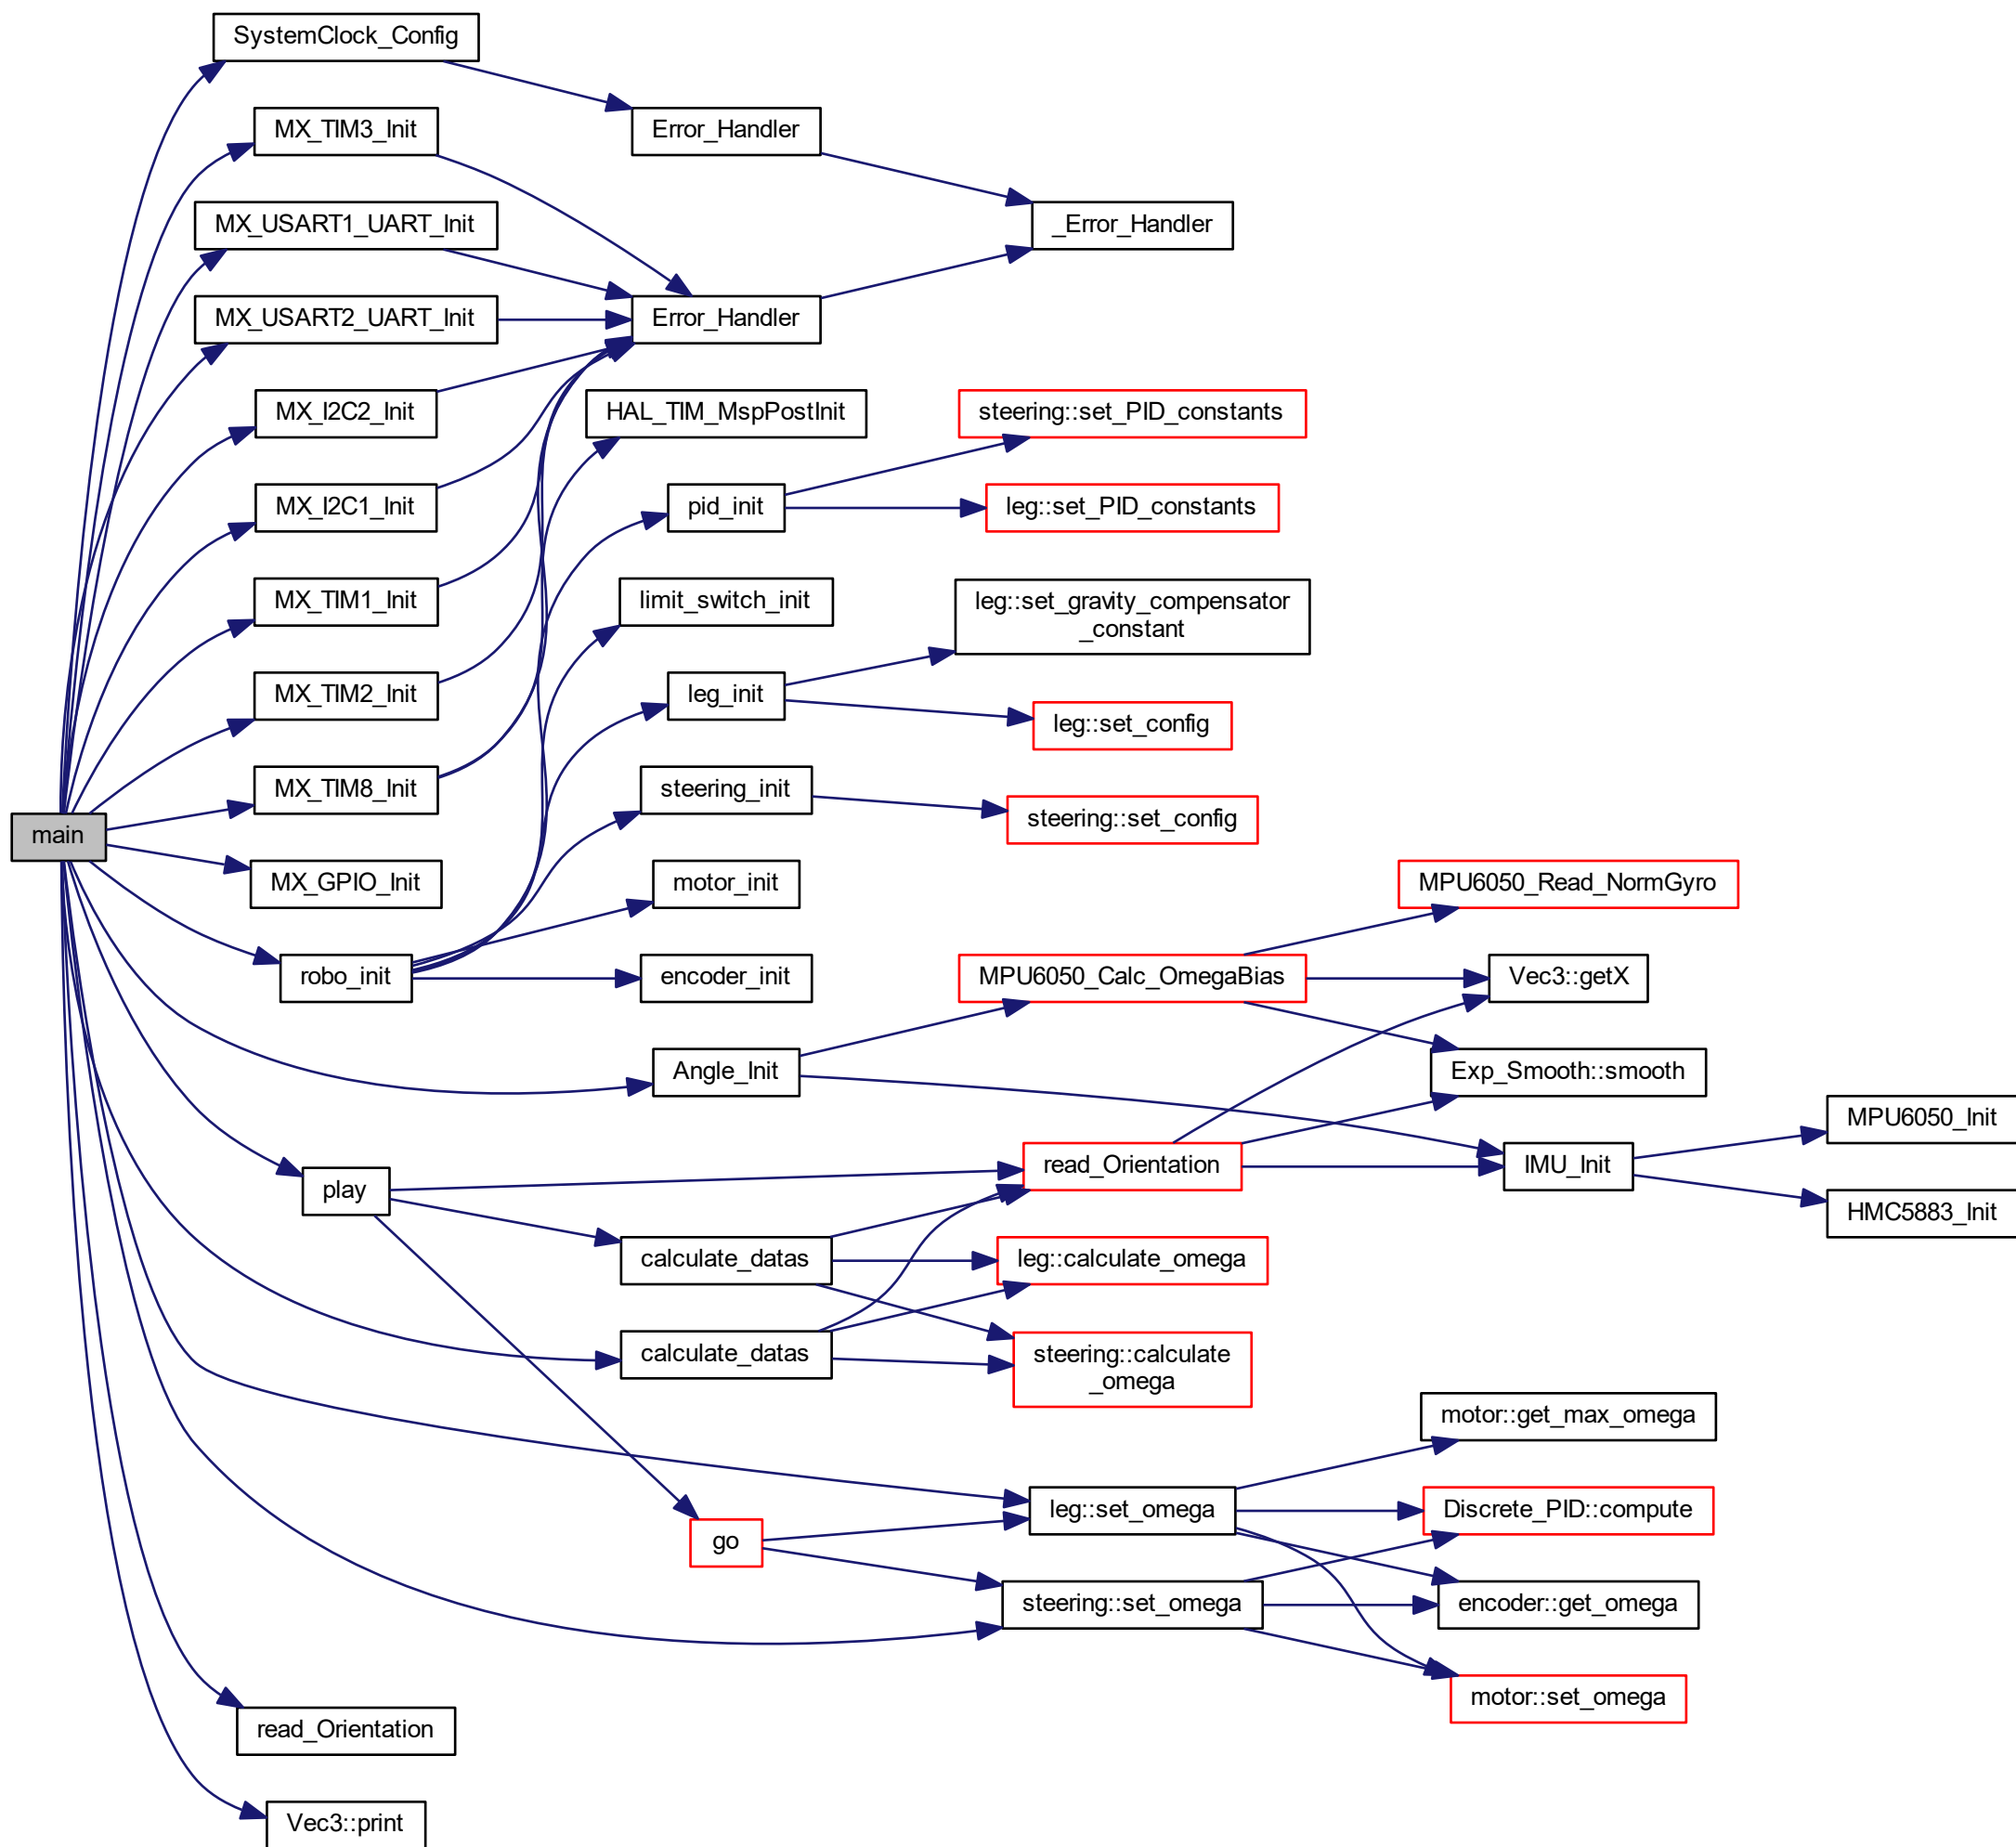 SystemClock_Config
MX_TIM3_Init
Error_Handler
MX_USART1_UART_Init
_Error_Handler
MX_USART2_UART_Init
Error_Handler
MX_I2C2_Init
HAL_TIM_MspPostInit
steering::set_PID_constants
MX_I2C1_Init
pid_init
leg::set_PID_constants
MX_TIM1_Init
limit_switch_init
leg::set_gravity_compensator
_constant
MX_TIM2_Init
leg_init
leg::set_config
MX_TIM8_Init
steering_init
steering::set_config
main
MX_GPIO_Init
motor_init
MPU6050_Read_NormGyro
robo_init
encoder_init
MPU6050_Calc_OmegaBias
Vec3::getX
Angle_Init
Exp_Smooth::smooth
MPU6050_Init
play
read_Orientation
IMU_Init
HMC5883_Init
calculate_datas
leg::calculate_omega
calculate_datas
steering::calculate
_omega
motor::get_max_omega
leg::set_omega
Discrete_PID::compute
go
steering::set_omega
encoder::get_omega
motor::set_omega
read_Orientation
Vec3::print